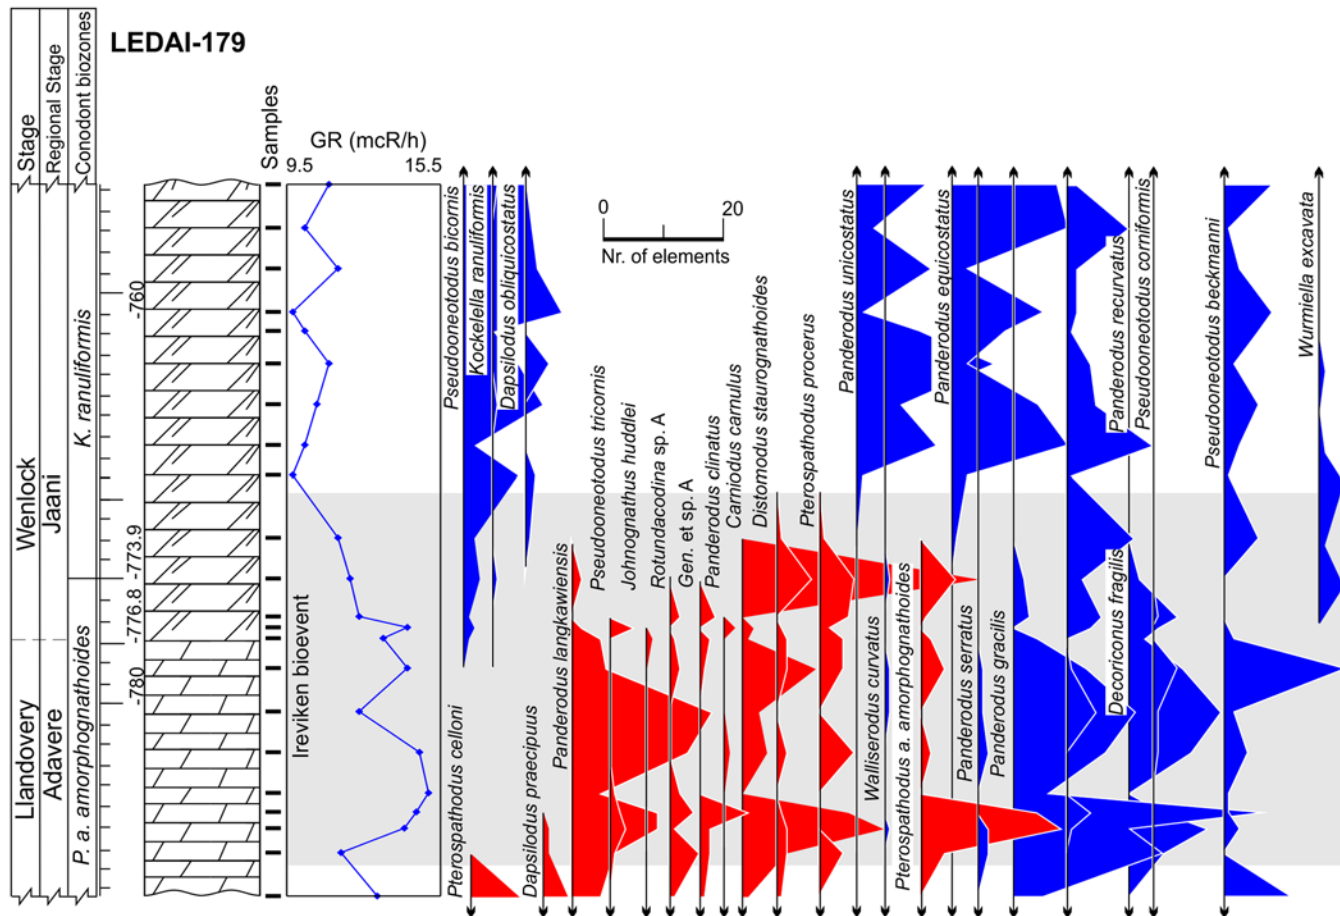 LEDAI-179
Stage
Regional Stage
Conodont biozones
Samples
GR (mcR/h)
9.5 15.5
0 20
Nr. of elements
Wenlock
Llandovery
Jaani
Adavere
K. ranuliformis
P. a. amorphognathoides
-760
-773.9
-776.8
-780
Ireviken bioevent
Pterospathodus celloni
Pseudooneotodus bicornis
Kockelella ranuliformis
Dapsilodus obliquicostatus
Dapsilodus praecipuus
Panderodus langkawiensis
Pseudooneotodus tricornis
Johnognathus huddlei
Rotundacodina sp. A
Gen. et sp. A
Panderodus clinatus
Carniodus carnulus
Distomodus staurognathoides
Pterospathodus procerus
Panderodus unicostatus
Walliserodus curvatus
Pterospathodus a. amorphognathoides
Panderodus equicostatus
Panderodus serratus
Panderodus gracilis
Decoriconus fragilis
Panderodus recurvatus
Pseudooneotodus corniformis
Pseudooneotodus beckmanni
Wurmiella excavata